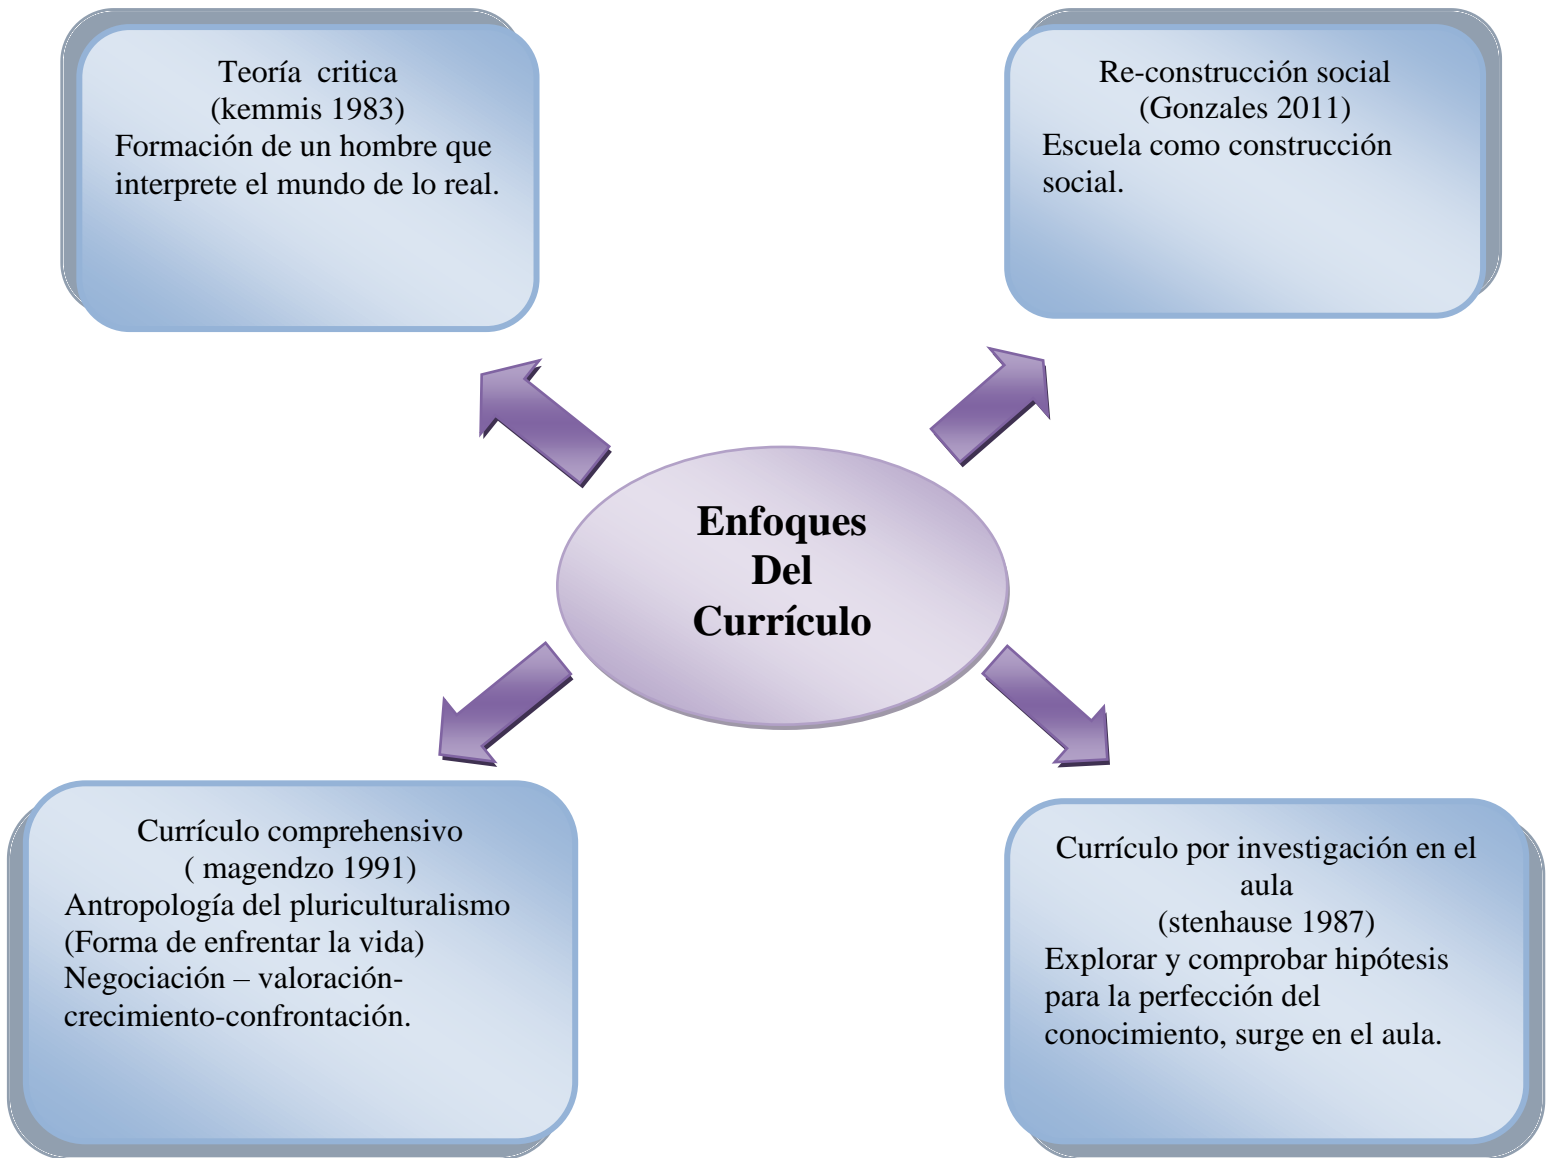 Teoría critica
(kemmis 1983)
Formación de un hombre que
interprete el mundo de lo real.
Re-construcción social
(Gonzales 2011)
Escuela como construcción
social.
Enfoques
Del
Currículo
Currículo comprehensivo
( magendzo 1991)
Antropología del pluriculturalismo
(Forma de enfrentar la vida)
Negociación – valoración-
crecimiento-confrontación.
Currículo por investigación en el
aula
(stenhause 1987)
Explorar y comprobar hipótesis
para la perfección del
conocimiento, surge en el aula.